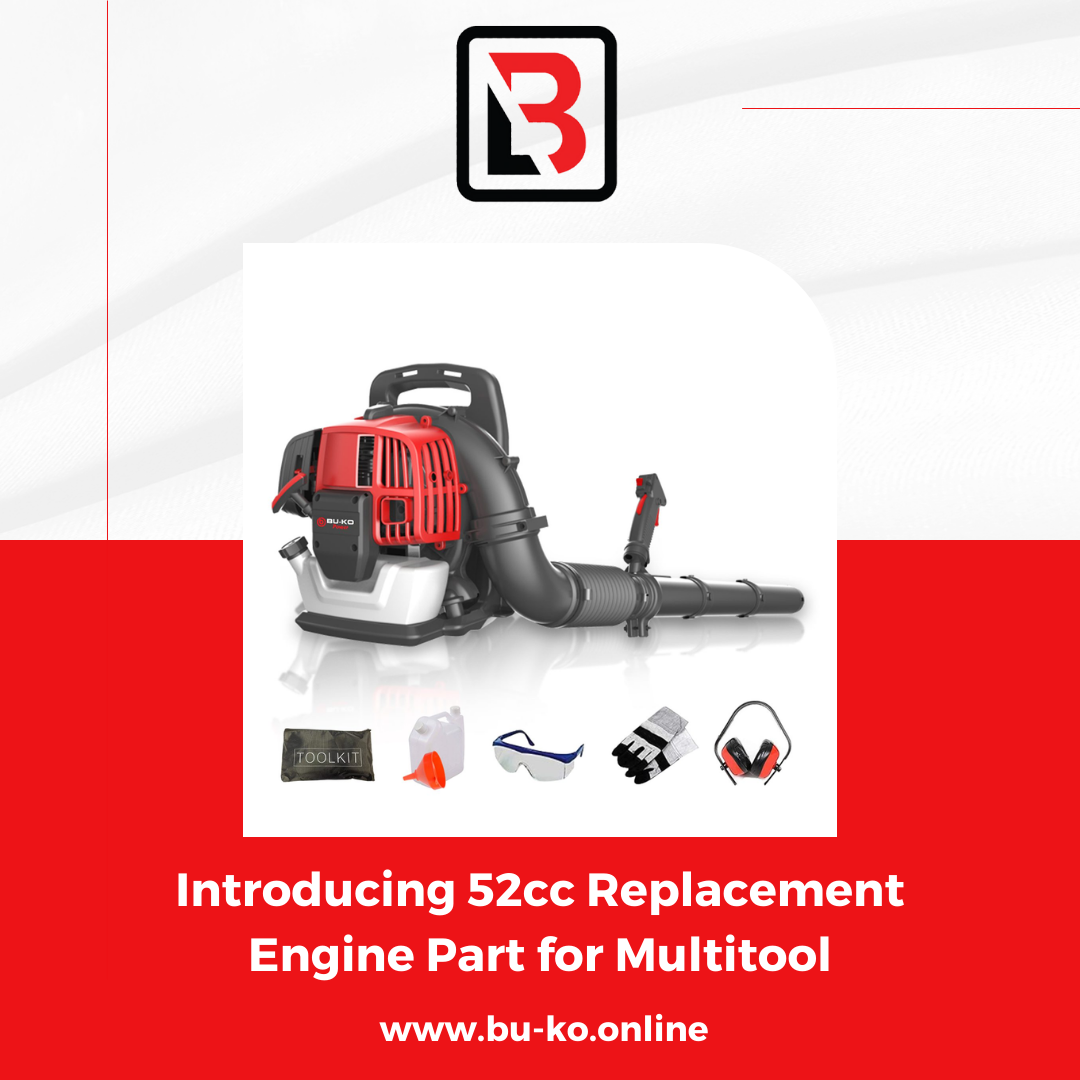 B
BU-KO
TOOLKIT
Introducing 52cc Replacement
Engine Part for Multitool
www.bu-ko.online